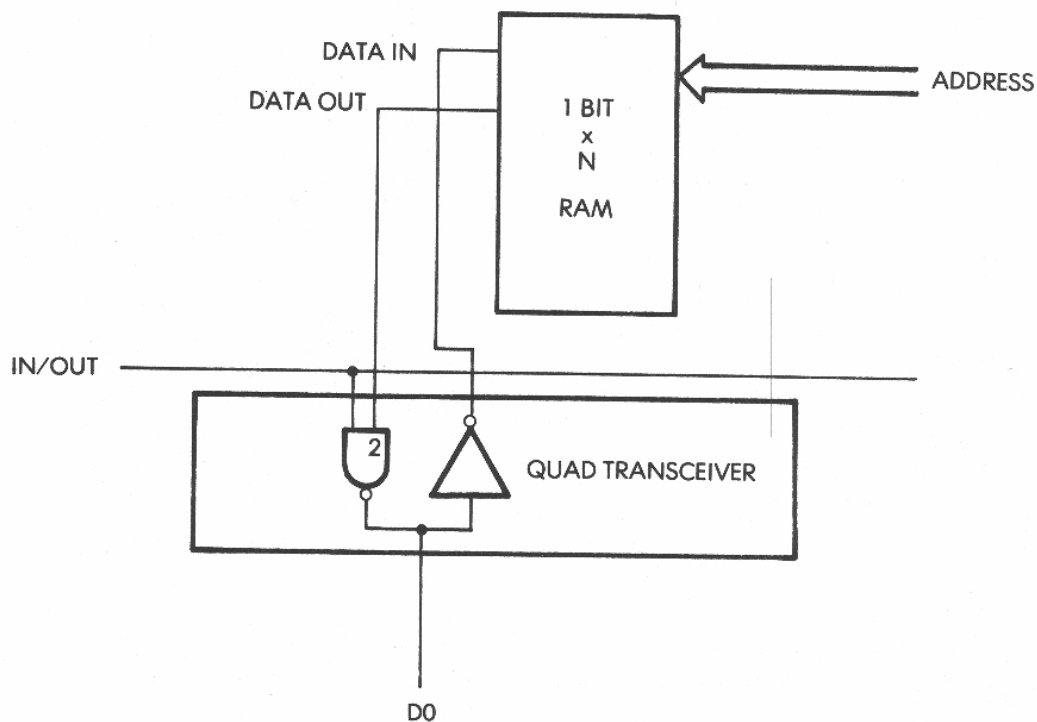 DATA IN
DATA OUT
1 BIT
x
N
RAM
ADDRESS
IN/OUT
2
QUAD TRANSCEIVER
D0